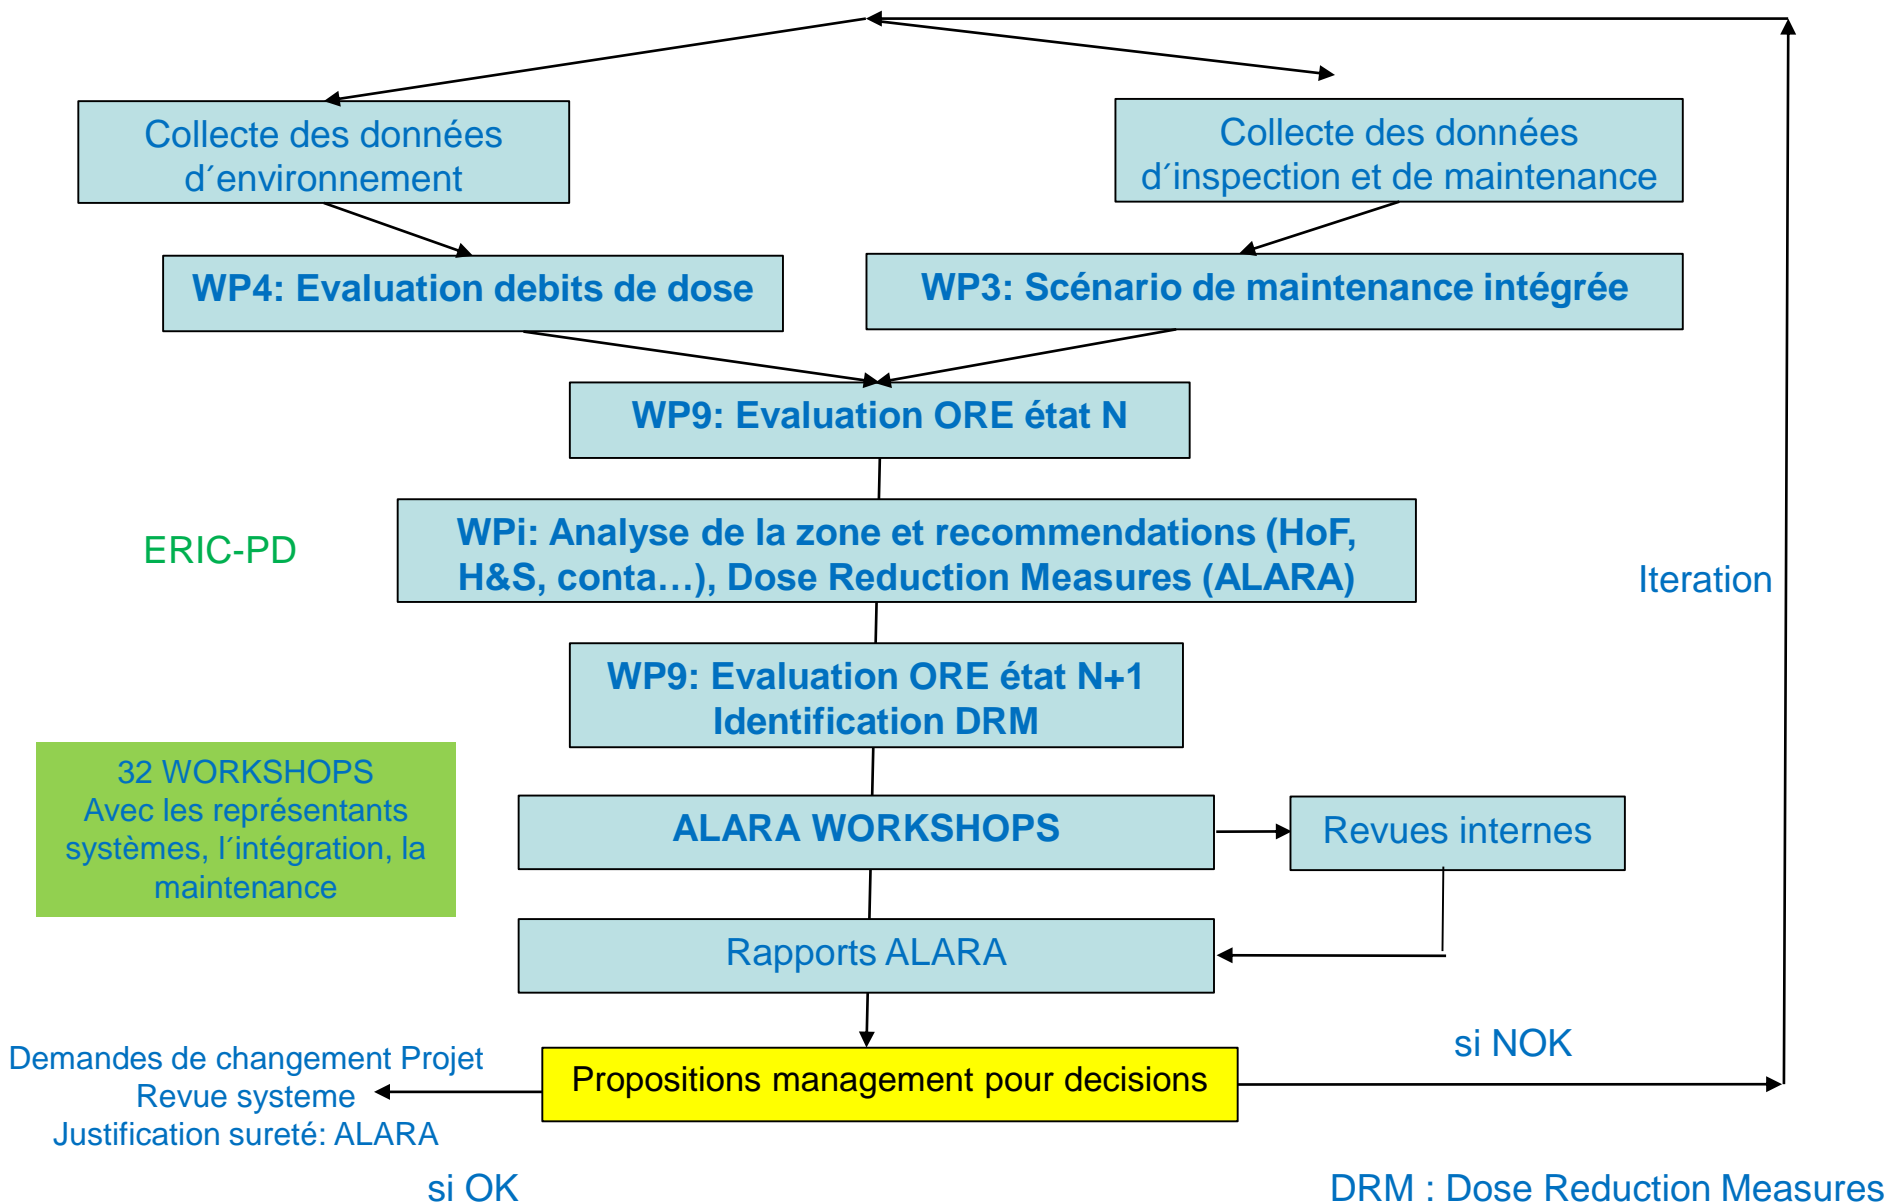 Collecte des données
d´environnement
Collecte des données
d´inspection et de maintenance
WP4: Evaluation debits de dose
WP3: Scénario de maintenance intégrée
WP9: Evaluation ORE état N
ERIC-PD
WPi: Analyse de la zone et recommendations (HoF,
H&S, conta…), Dose Reduction Measures (ALARA)
Iteration
WP9: Evaluation ORE état N+1
Identification DRM
32 WORKSHOPS
Avec les représentants
systèmes, l´intégration, la
maintenance
ALARA WORKSHOPS
Revues internes
Rapports ALARA
si NOK
Demandes de changement Projet
Revue systeme
Justification sureté: ALARA
Propositions management pour decisions
si OK
DRM : Dose Reduction Measures